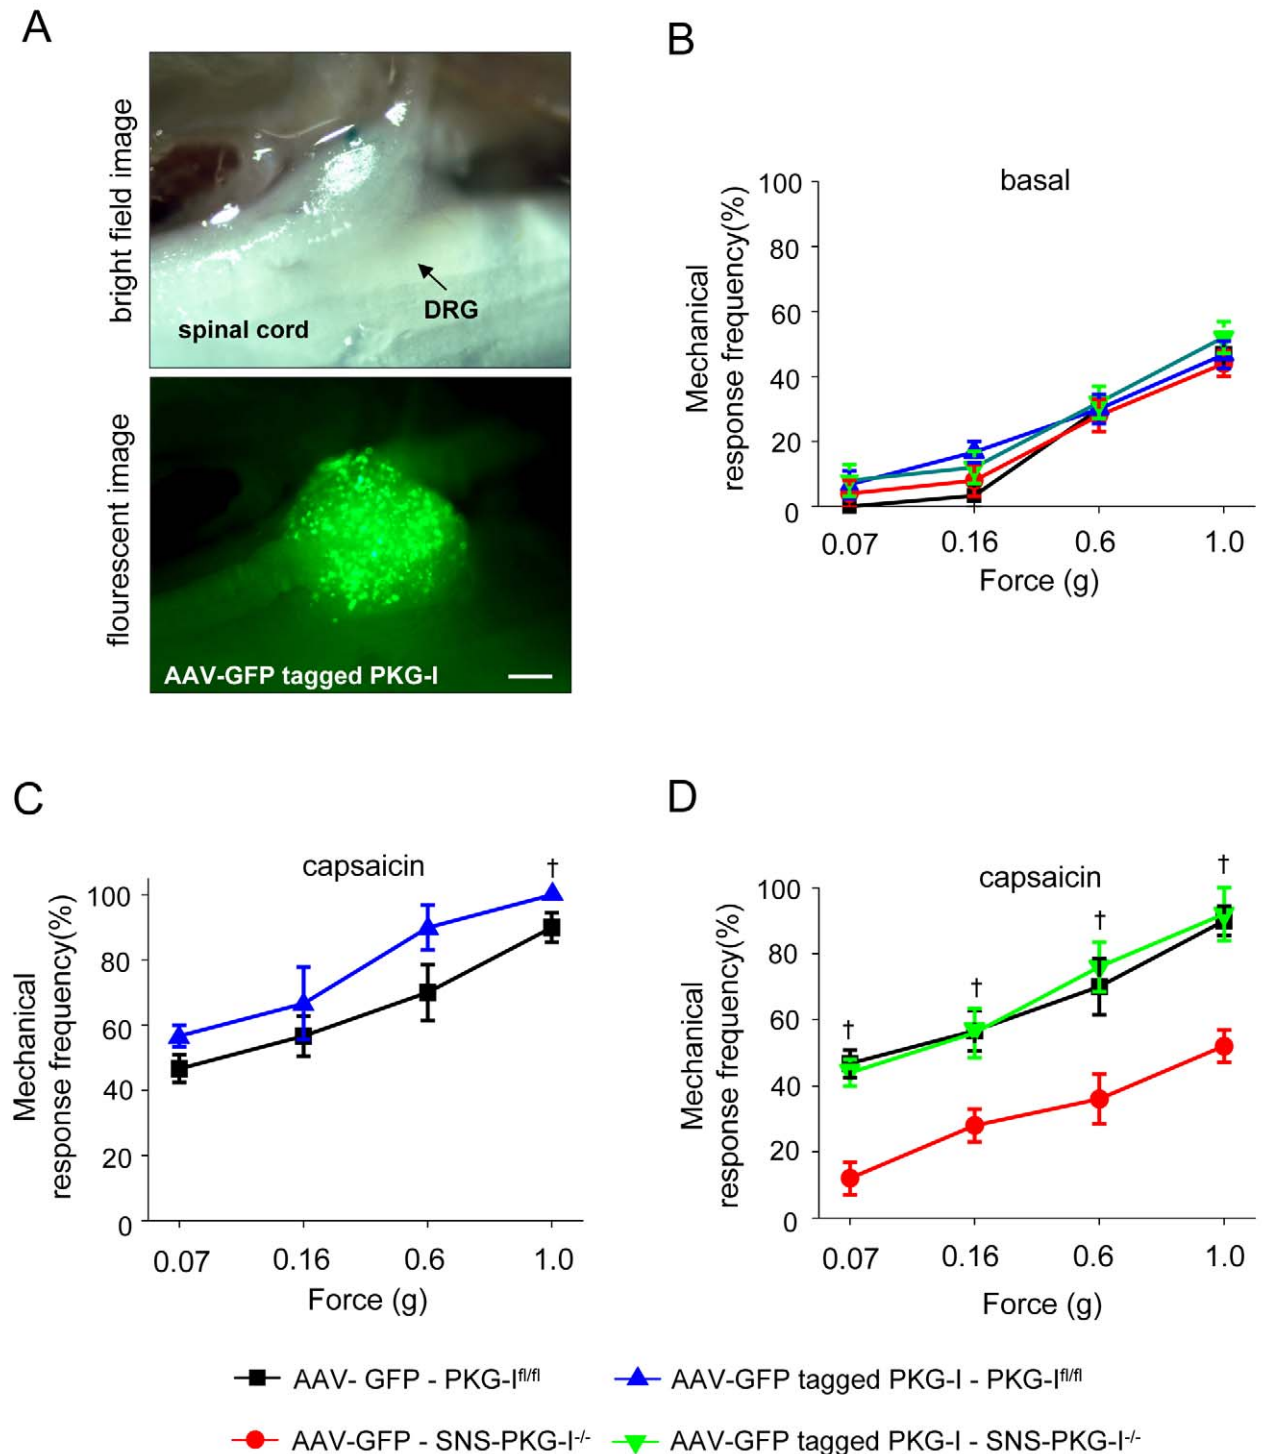 A
bright field image
spinal cord
DRG
flourescent image
AAV-GFP tagged PKG-I
B
basal
Mechanical
response frequency(%)
100
80
60
40
20
0
0.07 0.16 0.6 1.0
Force (g)
C
capsaicin
†
Mechanical
response frequency(%)
100
80
60
40
20
0
0.07 0.16 0.6 1.0
Force (g)
D
capsaicin
† † † †
Mechanical
response frequency(%)
100
80
60
40
20
0
0.07 0.16 0.6 1.0
Force (g)
AAV- GFP - PKG-I^fl/fl
AAV-GFP tagged PKG-I - PKG-I^fl/fl
AAV-GFP - SNS-PKG-I^-/-
AAV-GFP tagged PKG-I - SNS-PKG-I^-/-